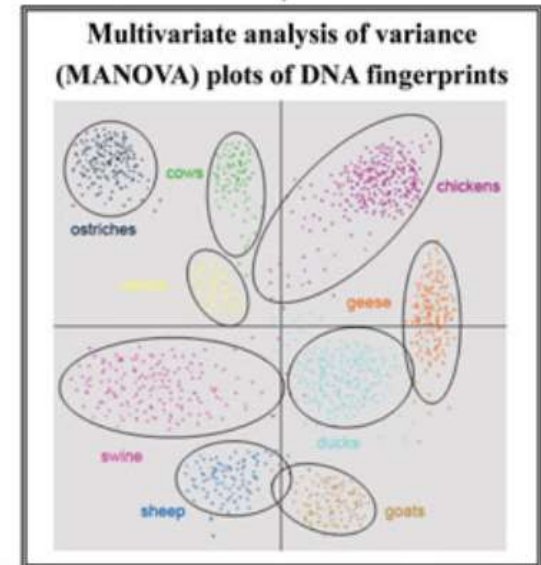 Multivariate analysis of variance
(MANOVA) plots of DNA fingerprints
cows
chickens
ostriches
geese
ducks
swine
sheep
goats